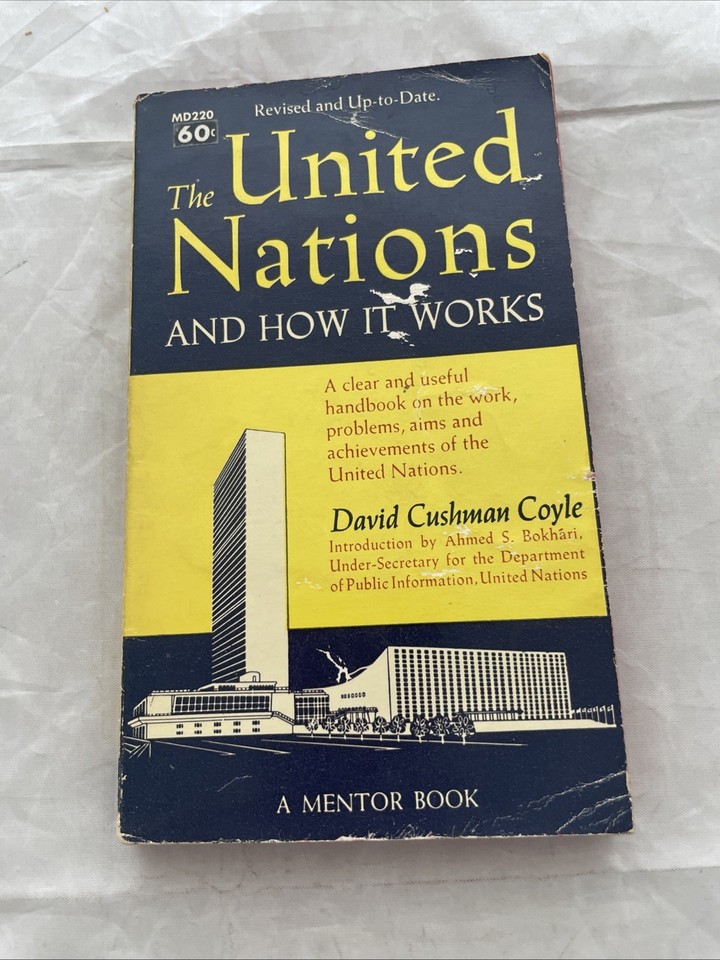 MD220
60c
Revised and Up-to-Date.
The United
Nations
AND HOW IT WORKS
A clear and useful
handbook on the work,
problems, aims and
achievements of the
United Nations.
David Cushman Coyle
Introduction by Ahmed S. Bokhári,
Under-Secretary for the Department
of Public Information, United Nations
A MENTOR BOOK